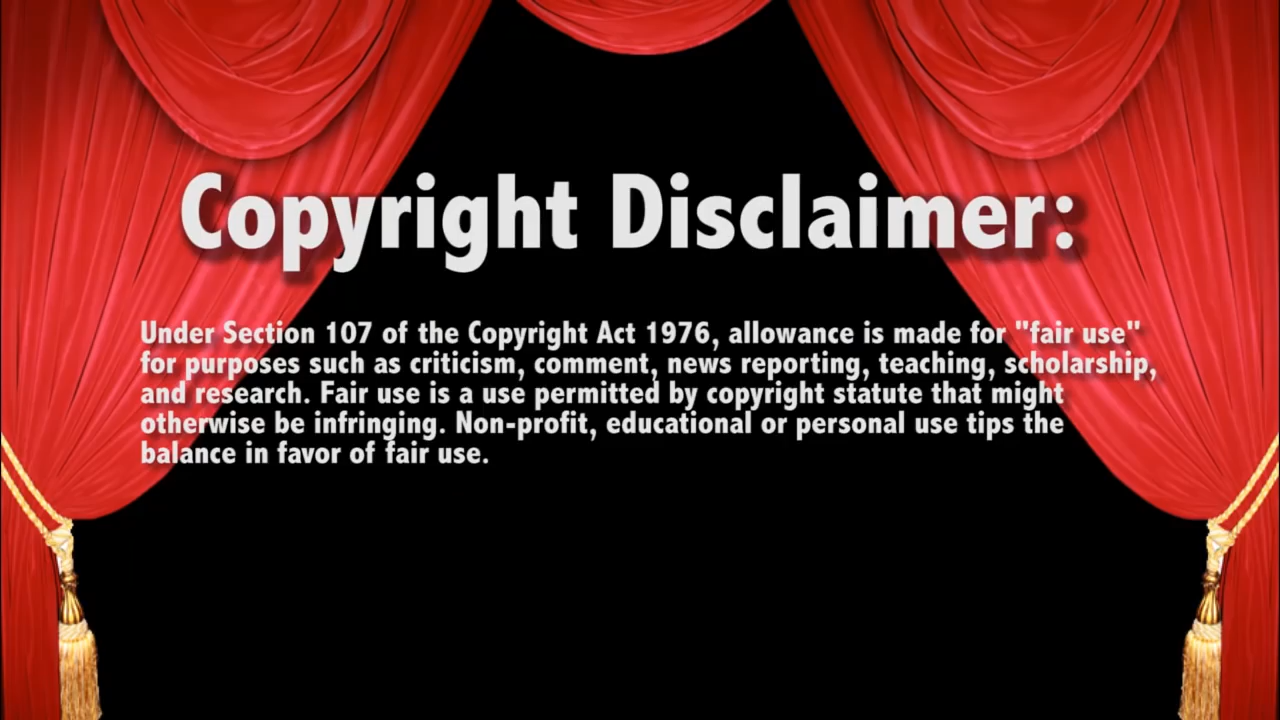 Copyright Disclaimer:
Under Section 107 of the Copyright Act 1976, allowance is made for "fair use"
for purposes such as criticism, comment, news reporting, teaching, scholarship,
and research. Fair use is a use permitted by copyright statute that might
otherwise be infringing. Non-profit, educational or personal use tips the
balance in favor of fair use.